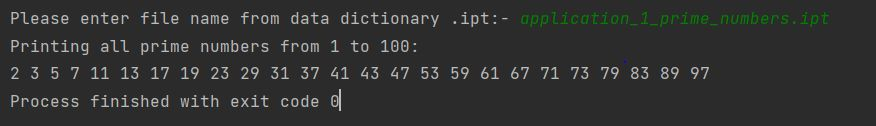 Please enter file name from data dictionary .ipt:- application_1_prime_numbers.ipt
Printing all prime numbers from 1 to 100:
2 3 5 7 11 13 17 19 23 29 31 37 41 43 47 53 59 61 67 71 73 79 83 89 97
Process finished with exit code 0